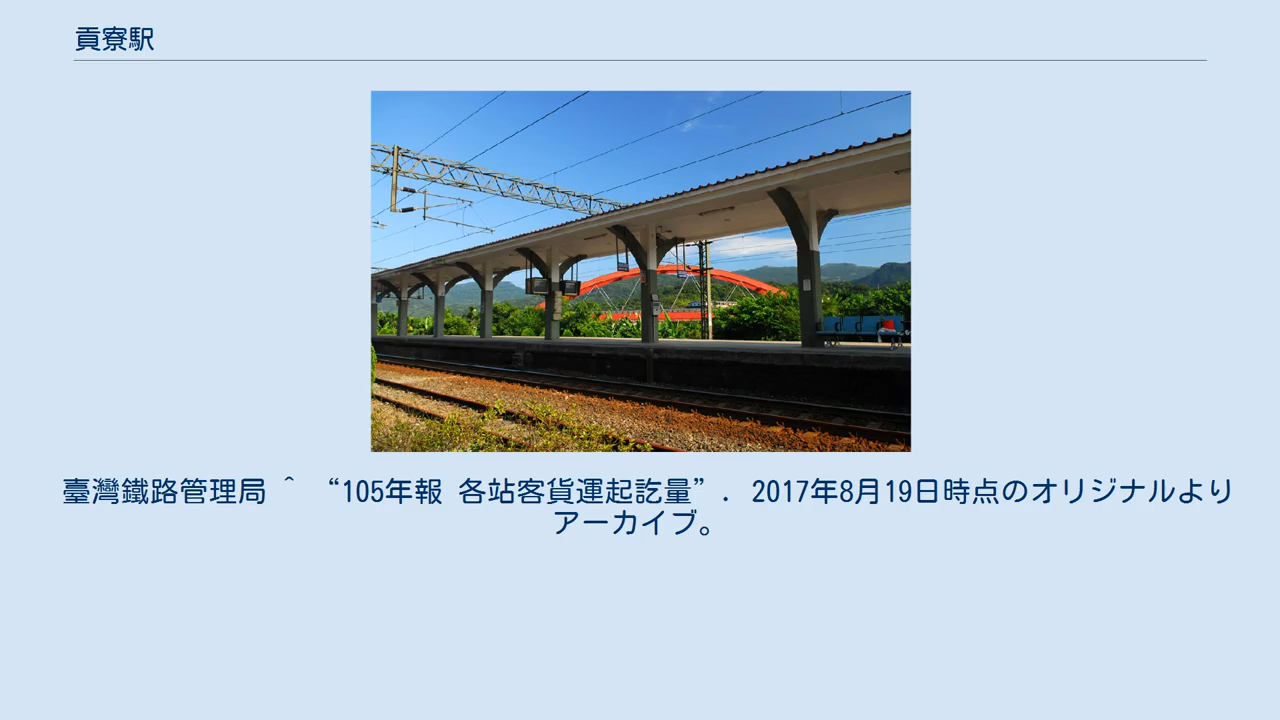 貢寮駅
臺灣鐵路管理局 ^ “105年報 各站客貨運起訖量”. 2017年8月19日時点のオリジナルより
アーカイブ。